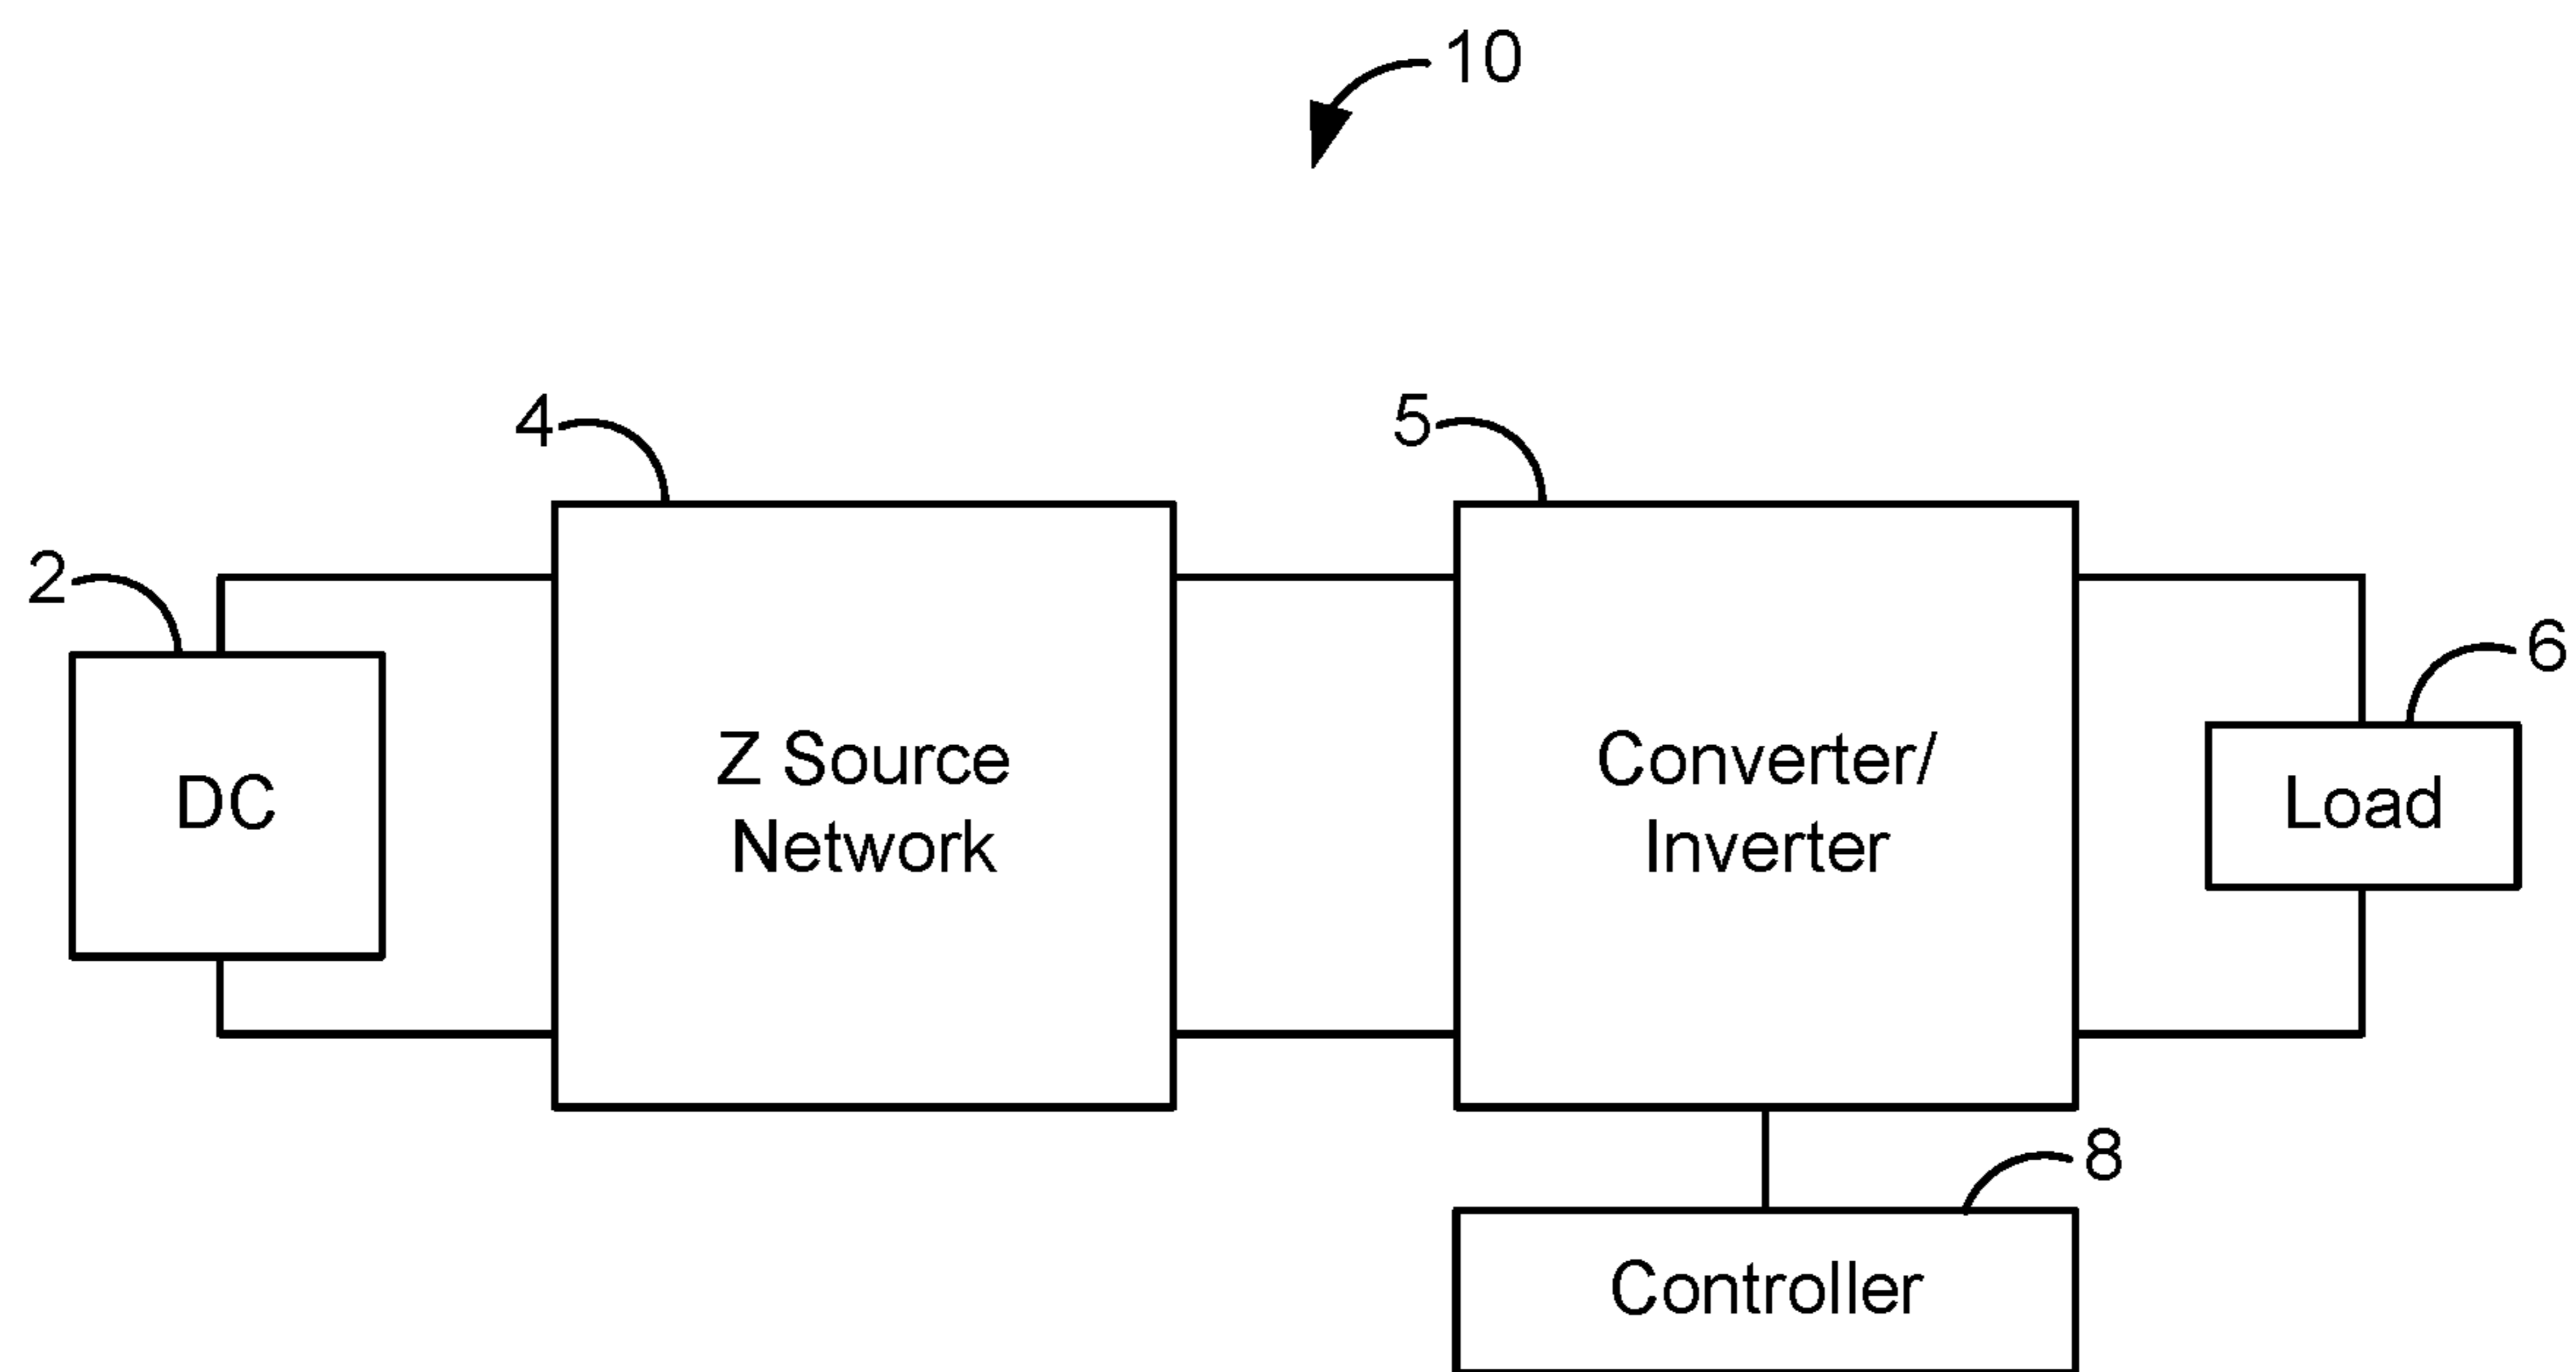 10
4
5
2
6
DC
Z Source
Network
Converter/
Inverter
Load
8
Controller